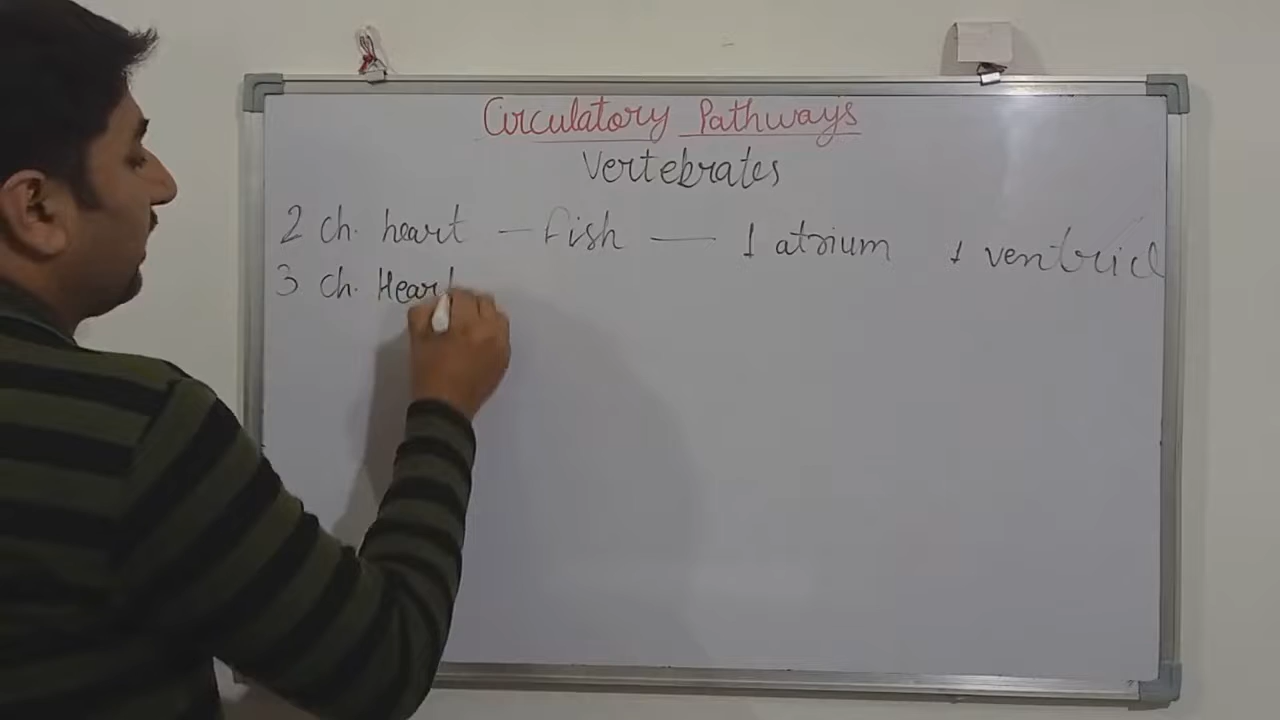 Circulatory Pathways
Vertebrates
2 ch. heart — fish — 1 atrium 1 ventricl
3 ch. Heart